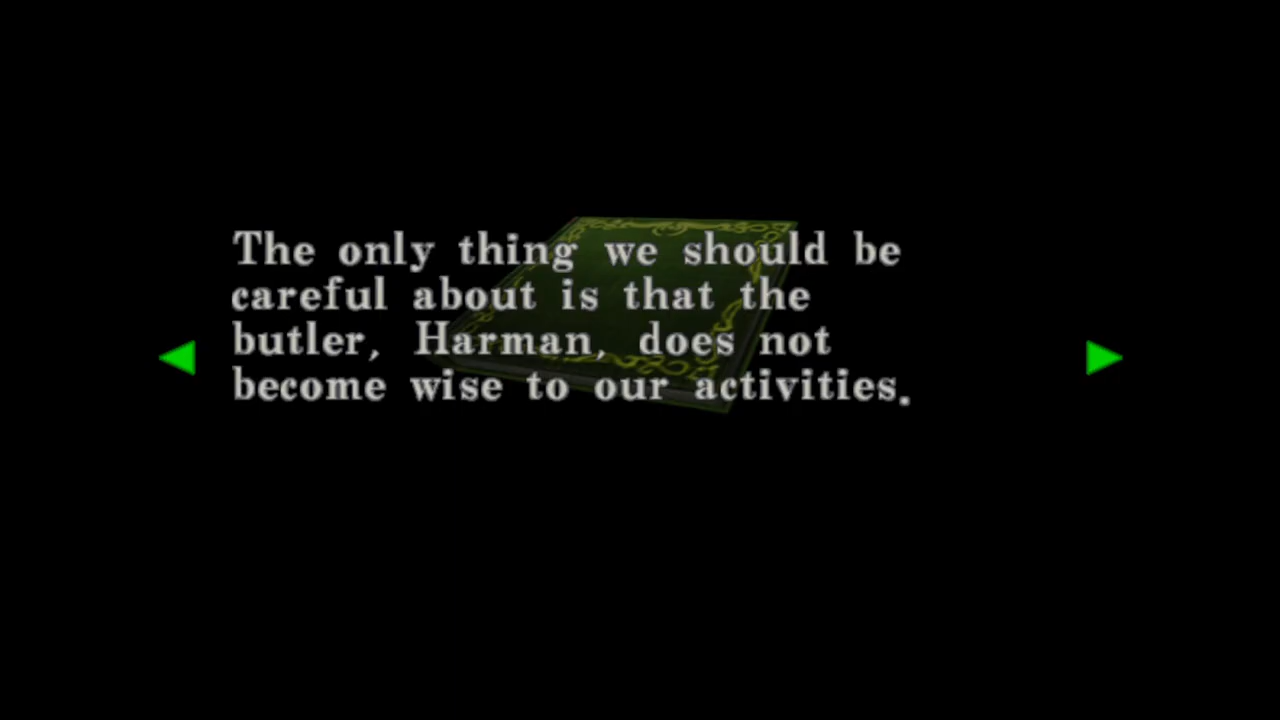 The only thing we should be
careful about is that the
butler, Harman, does not
become wise to our activities.